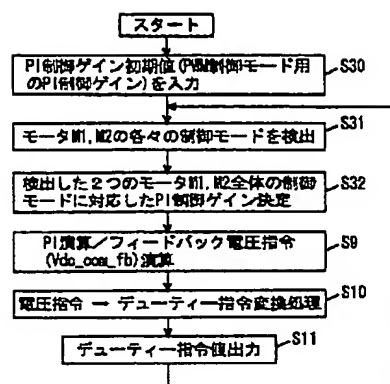 スタート
PI制御ゲイン初期値(PWM制御モード用
のPI制御ゲイン)を入力
S30
モータM1,M2の各々の制御モードを検出
S31
検出した2つのモータM1,M2全体の制御
モードに対応したPI制御ゲイン決定
S32
PI演算/フィードバック電圧指令
(Vdc_com_fb)演算
S9
電圧指令 → デューティー指令変換処理
S10
デューティー指令値出力
S11